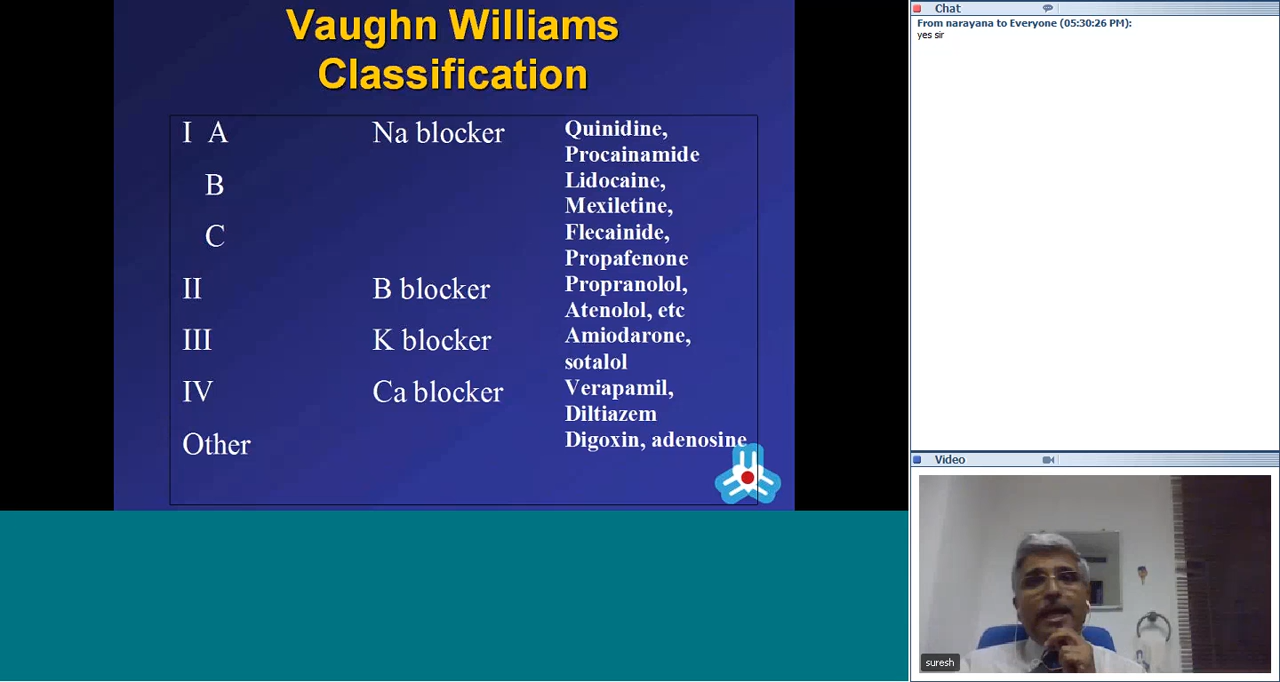 Vaughn Williams
Classification
I A Na blocker Quinidine,
Procainamide
B Lidocaine,
Mexiletine,
C Flecainide,
Propafenone
II B blocker Propranolol,
Atenolol, etc
III K blocker Amiodarone,
sotalol
IV Ca blocker Verapamil,
Diltiazem
Other Digoxin, adenosine
Chat
From narayana to Everyone (05:30:26 PM):
yes sir
Video
suresh